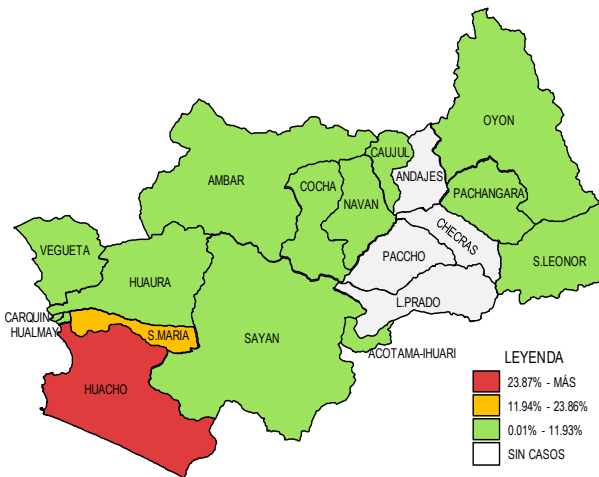 OYON
CAUJUL
ANDAJES
AMBAR
COCHA
NAVAN
PACHANGARA
CHECRAS
VEGUETA
PACCHO
S.LEONOR
HUAURA
L.PRADO
CARQUIN
HUALMAY
S.MARIA
SAYAN
ACOTAMA-IHUARI
HUACHO
LEYENDA
23.87% - MÁS
11.94% - 23.86%
0.01% - 11.93%
SIN CASOS